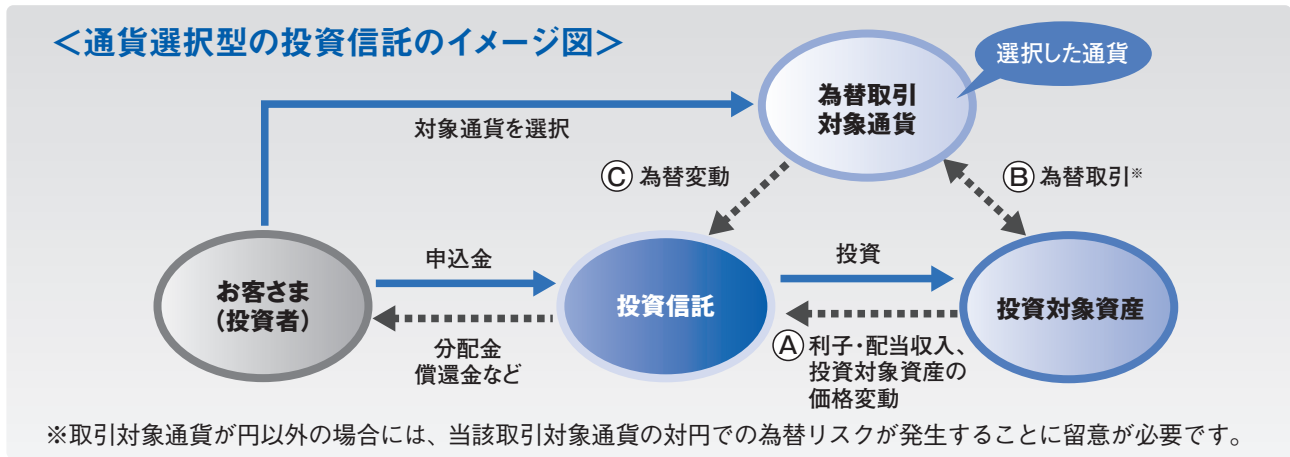 ＜通貨選択型の投資信託のイメージ図＞
選択した通貨
為替取引
対象通貨
対象通貨を選択
Ⓒ 為替変動
Ⓑ 為替取引※
お客さま
（投資者）
申込金
投資信託
投資
投資対象資産
分配金
償還金など
Ⓐ 利子・配当収入、
投資対象資産の
価格変動
※取引対象通貨が円以外の場合には、当該取引対象通貨の対円での為替リスクが発生することに留意が必要です。